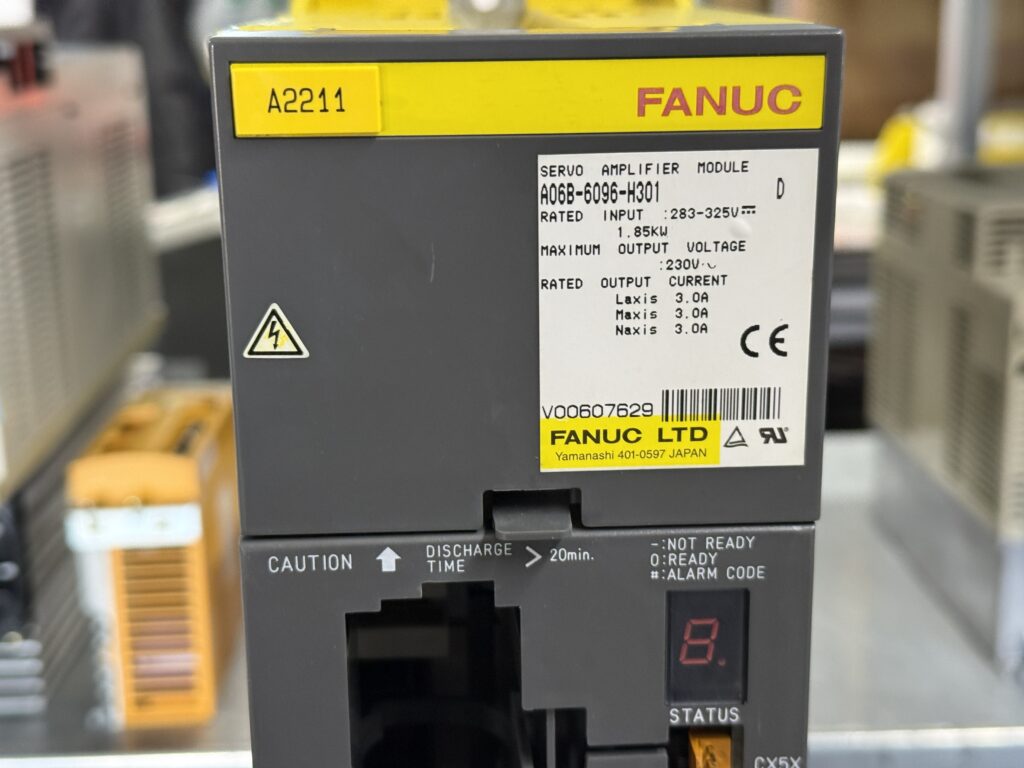 A2211
FANUC
SERVO AMPLIFIER MODULE
A06B-6096-H301 D
RATED INPUT :283-325V⎓
1.85KW
MAXIMUM OUTPUT VOLTAGE
:230V~
RATED OUTPUT CURRENT
Laxis 3.0A
Maxis 3.0A
Naxis 3.0A
CE
V00607629
FANUC LTD
Yamanashi 401-0597 JAPAN
CAUTION
DISCHARGE
TIME > 20min.
-:NOT READY
0:READY
#:ALARM CODE
8.
STATUS
CX5X